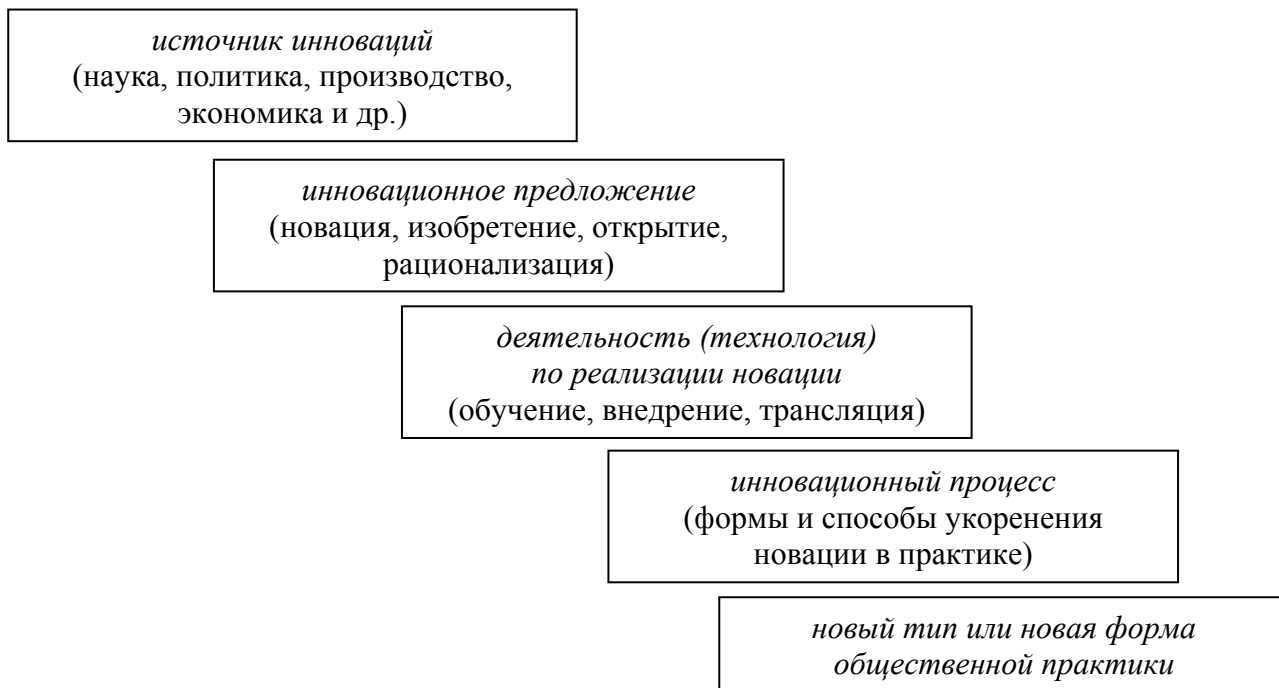 источник инноваций
(наука, политика, производство,
экономика и др.)
инновационное предложение
(новация, изобретение, открытие,
рационализация)
деятельность (технология)
по реализации новации
(обучение, внедрение, трансляция)
инновационный процесс
(формы и способы укоренения
новации в практике)
новый тип или новая форма
общественной практики